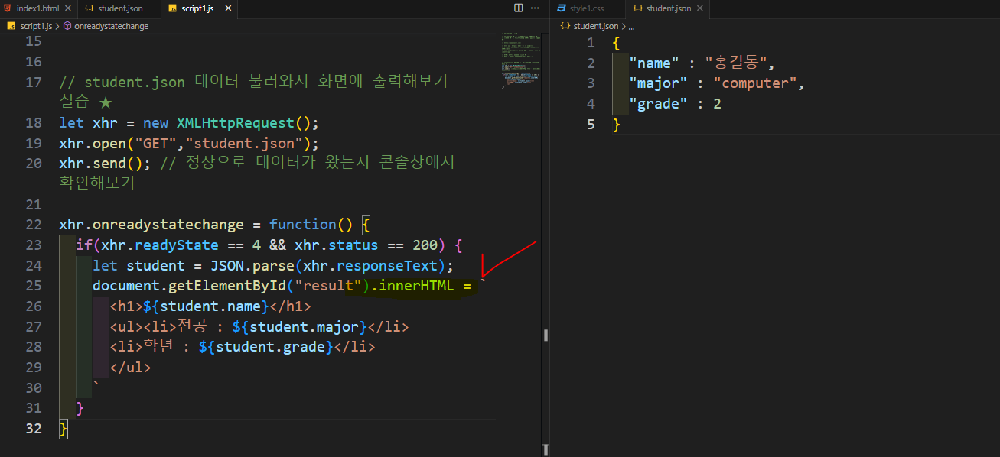 index1.html
student.json
script1.js
script1.js > onreadystatechange
15
16
17 // student.json 데이터 불러와서 화면에 출력해보기
실습 ★
18 let xhr = new XMLHttpRequest();
19 xhr.open("GET","student.json");
20 xhr.send(); // 정상으로 데이터가 왔는지 콘솔창에서
확인해보기
21
22 xhr.onreadystatechange = function() {
23 if(xhr.readyState == 4 && xhr.status == 200) {
24 let student = JSON.parse(xhr.responseText);
25 document.getElementById("result").innerHTML = `
26 <h1>${student.name}</h1>
27 <ul><li>전공 : ${student.major}</li>
28 <li>학년 : ${student.grade}</li>
29 </ul>
30 `
31 }
32 }
style1.css
student.json
student.json > ...
1 {
2 "name" : "홍길동",
3 "major" : "computer",
4 "grade" : 2
5 }